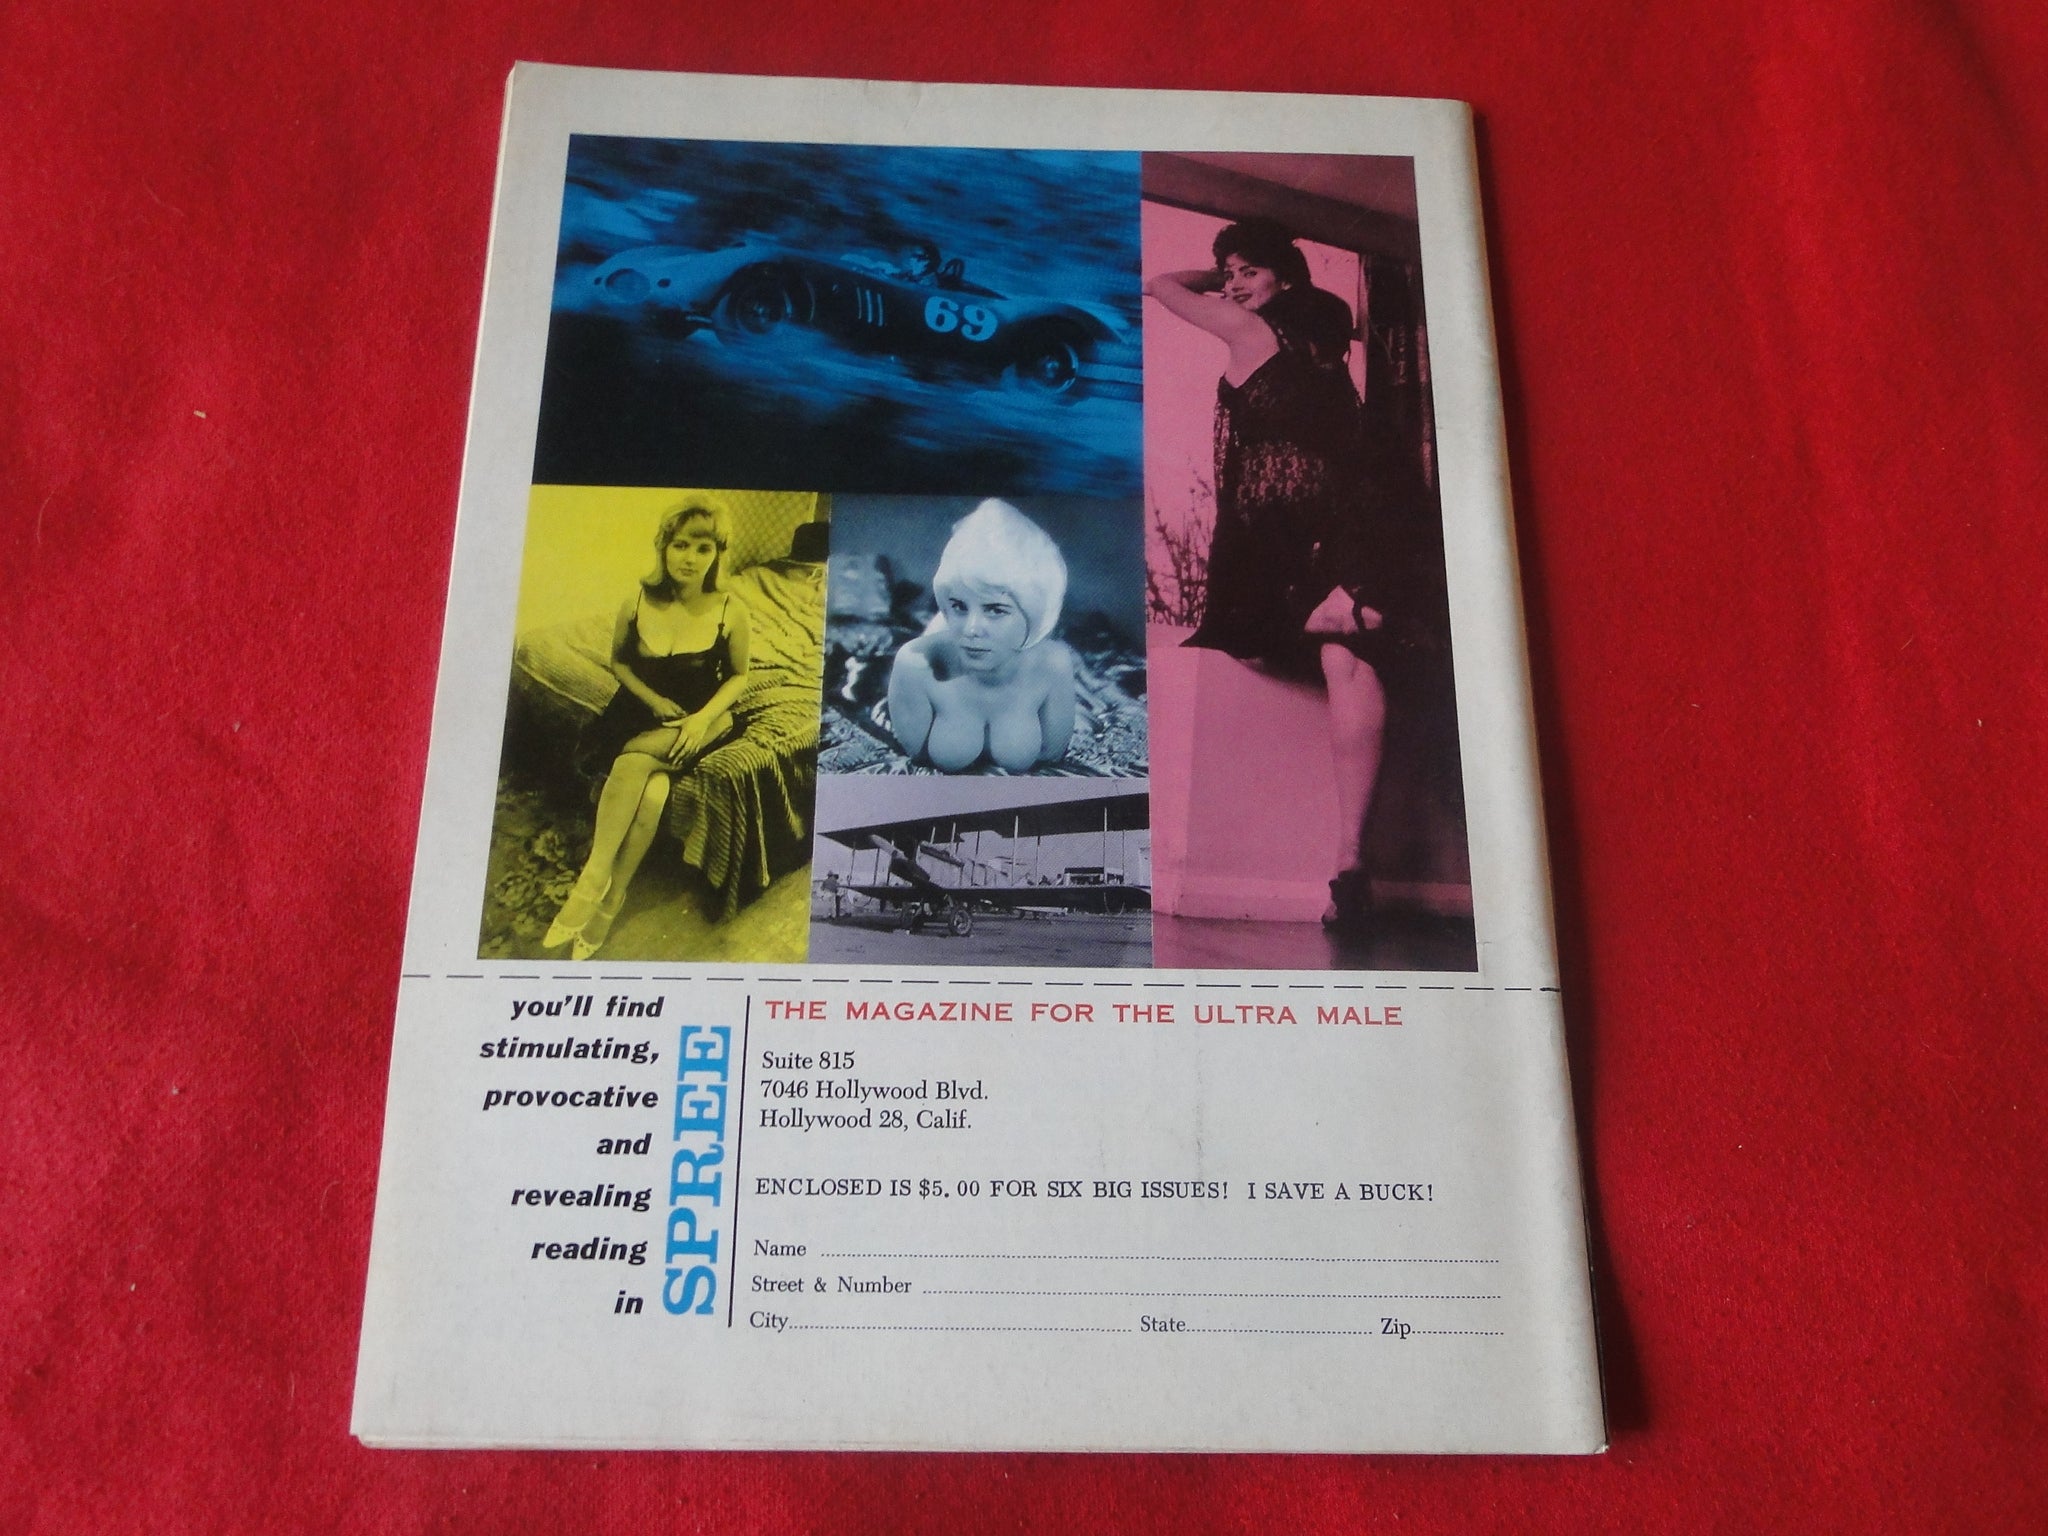 69
you'll find
stimulating,
provocative
and
revealing
reading
in
SPREE
THE MAGAZINE FOR THE ULTRA MALE
Suite 815
7046 Hollywood Blvd.
Hollywood 28, Calif.
ENCLOSED IS $5.00 FOR SIX BIG ISSUES! I SAVE A BUCK!
Name
Street & Number
City State Zip